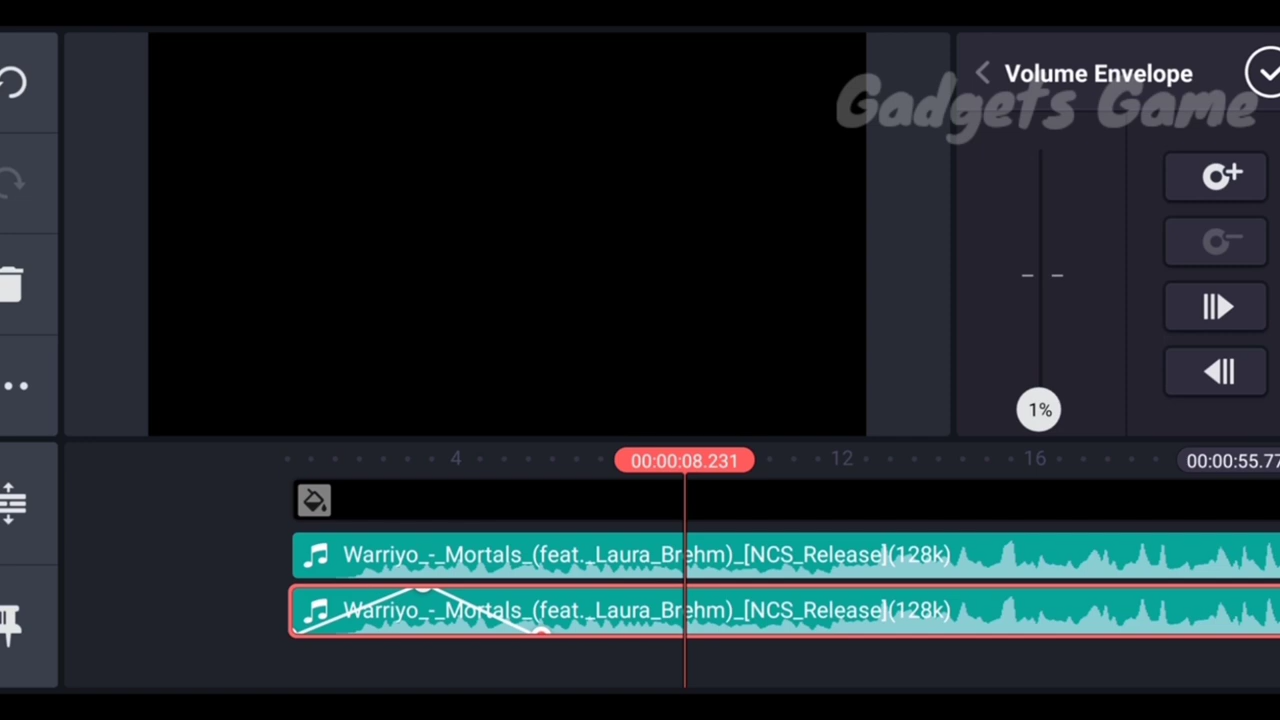 Volume Envelope
Gadgets Game
1%
4
00:00:08.231
12
16
00:00:55.77
Warriyo_-_Mortals_(feat._Laura_Brehm)_[NCS_Release](128k)
Warriyo_-_Mortals_(feat._Laura_Brehm)_[NCS_Release](128k)